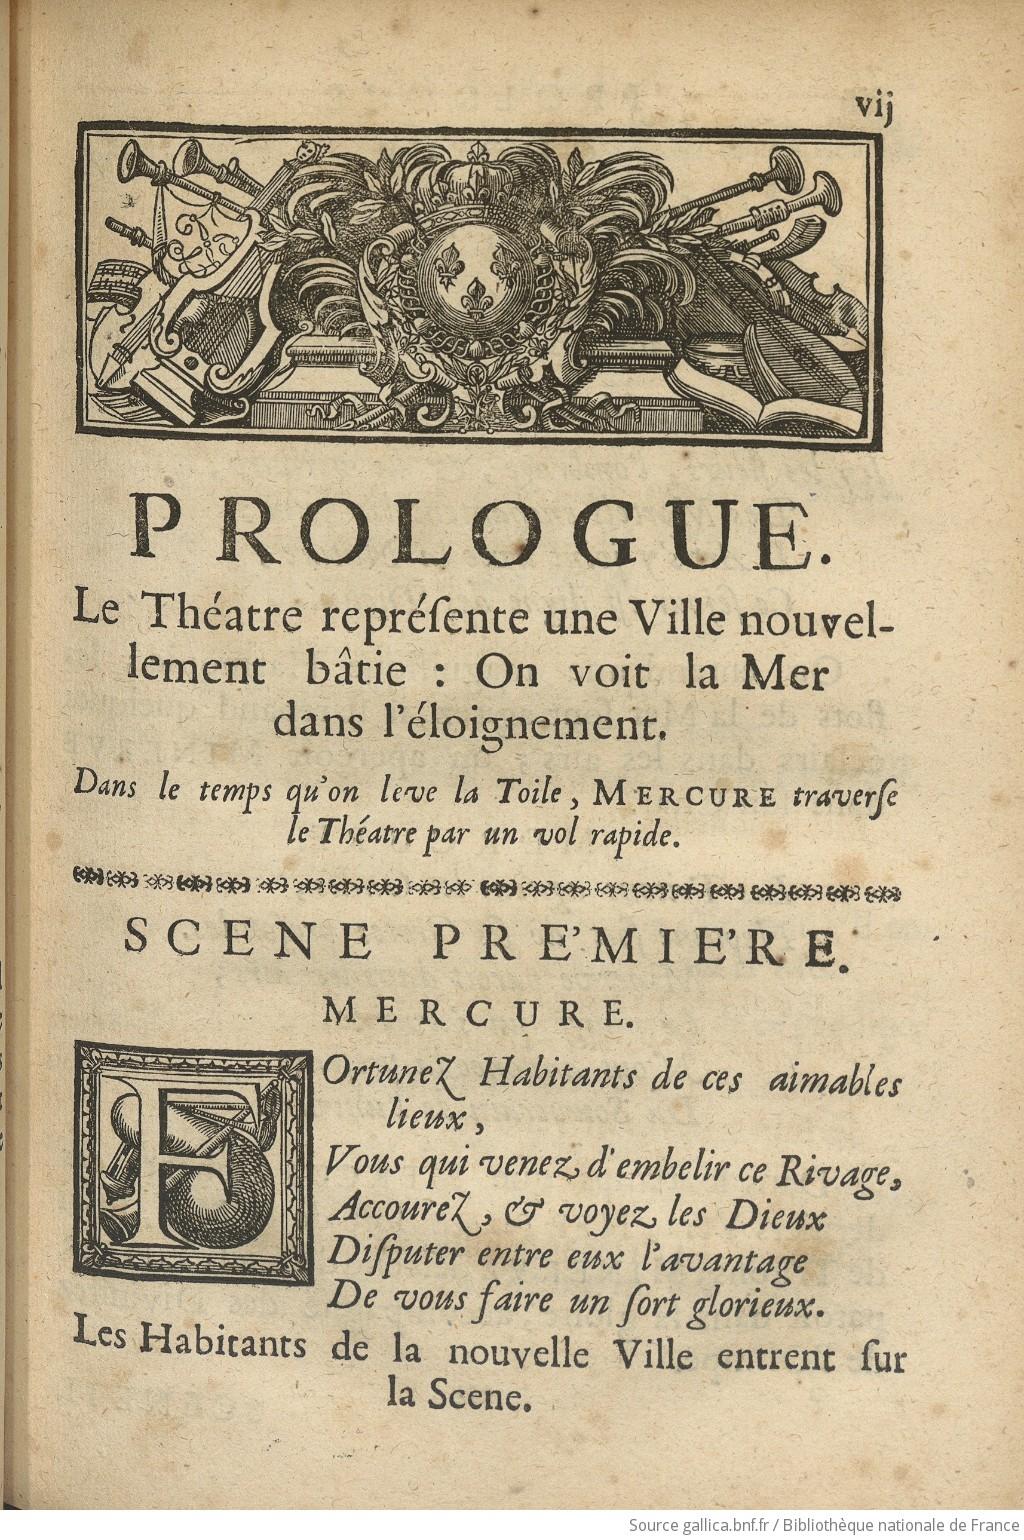 vij
PROLOGUE.
Le Théatre repréſente une Ville nouvel-
lement bâtie : On voit la Mer
dans l'éloignement.
Dans le temps qu'on leve la Toile, MERCURE traverſe
le Théatre par un vol rapide.
SCENE PRE'MIE'RE.
MERCURE.
FOrtunez Habitants de ces aimables
lieux,
Vous qui venez d'embelir ce Rivage,
Accourez, & voyez les Dieux
Diſputer entre eux l'avantage
De vous faire un ſort glorieux.
Les Habitants de la nouvelle Ville entrent ſur
la Scene.
Source gallica.bnf.fr / Bibliothèque nationale de France